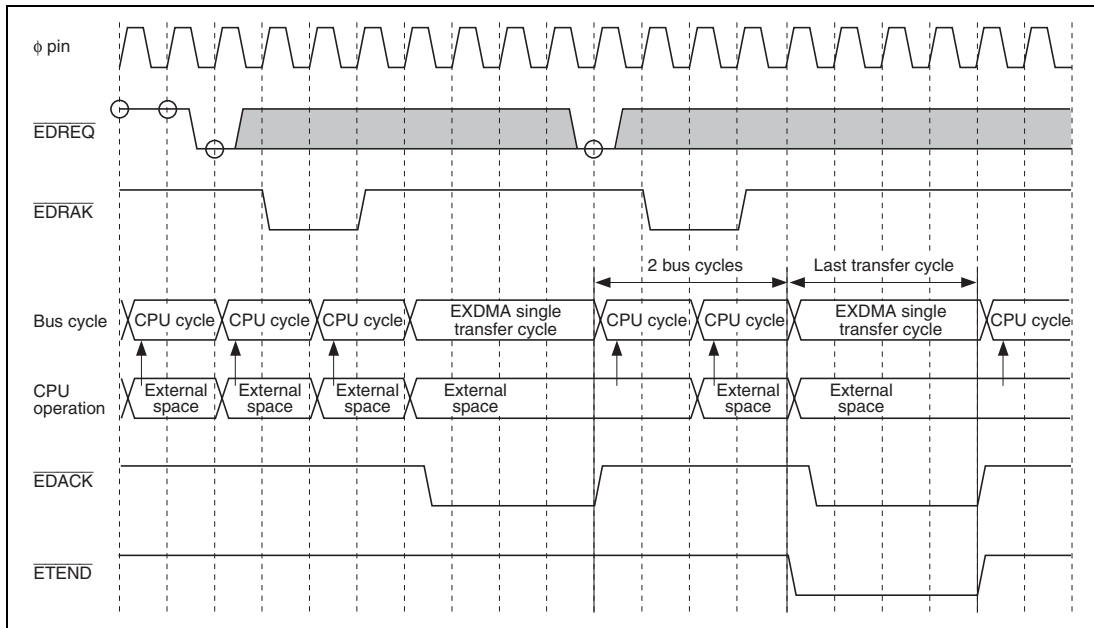 φ pin
EDREQ
EDRAK
2 bus cycles
Last transfer cycle
Bus cycle
CPU cycle
CPU cycle
CPU cycle
EXDMA single
transfer cycle
CPU cycle
CPU cycle
EXDMA single
transfer cycle
CPU cycle
CPU
operation
External
space
External
space
External
space
External
space
External
space
External
space
EDACK
ETEND